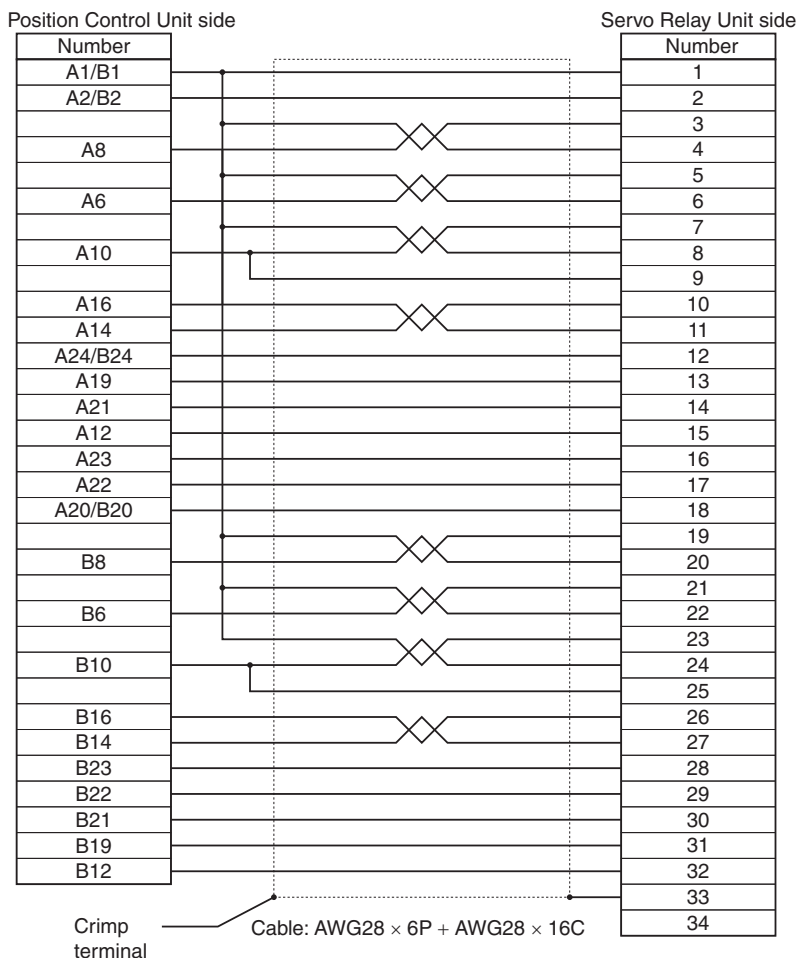 Position Control Unit side Servo Relay Unit side
Number Number
A1/B1 1
A2/B2 2
3
A8 4
5
A6 6
7
A10 8
9
A16 10
A14 11
A24/B24 12
A19 13
A21 14
A12 15
A23 16
A22 17
A20/B20 18
19
B8 20
21
B6 22
23
B10 24
25
B16 26
B14 27
B23 28
B22 29
B21 30
B19 31
B12 32
33
34
Crimp
terminal
Cable: AWG28 × 6P + AWG28 × 16C